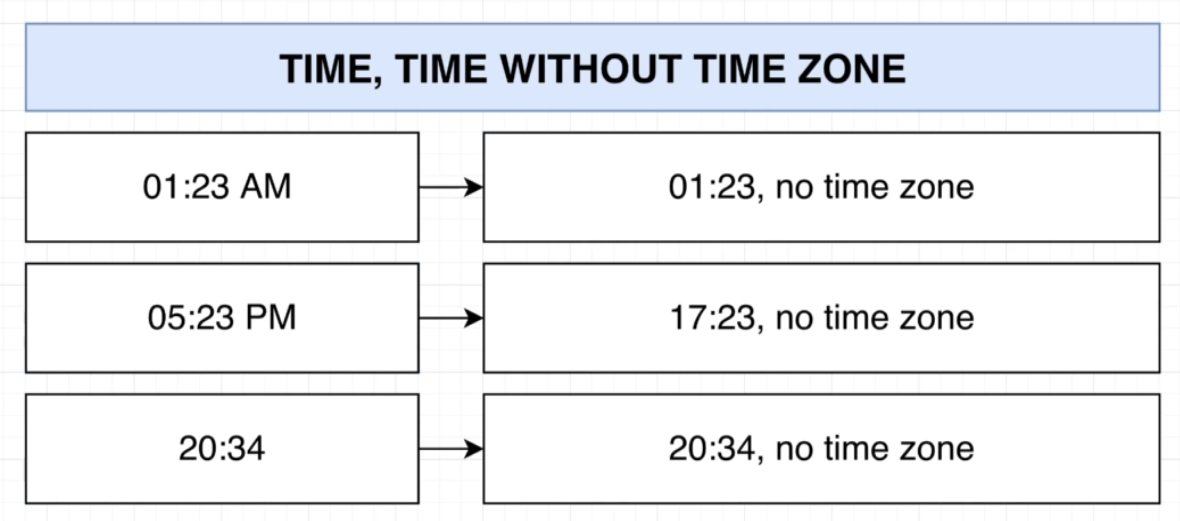 TIME, TIME WITHOUT TIME ZONE
01:23 AM
01:23, no time zone
05:23 PM
17:23, no time zone
20:34
20:34, no time zone